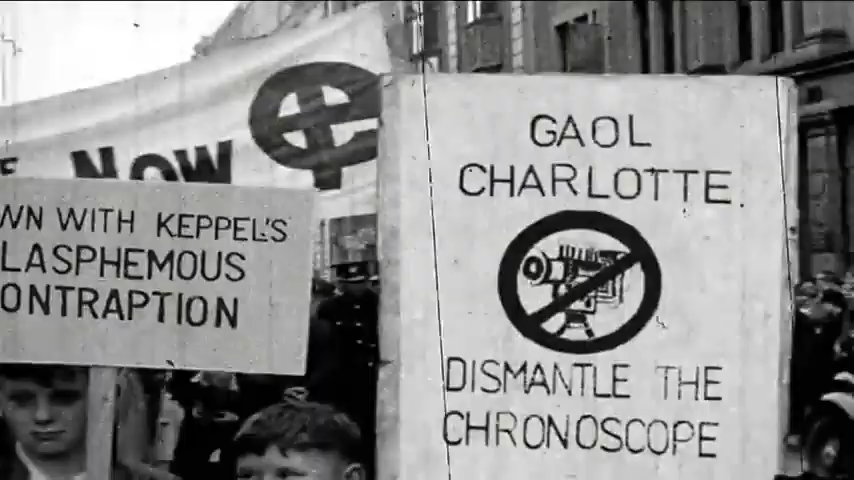 NOW
WN WITH KEPPEL'S
LASPHEMOUS
ONTRAPTION
GAOL
CHARLOTTE.
DISMANTLE THE
CHRONOSCOPE